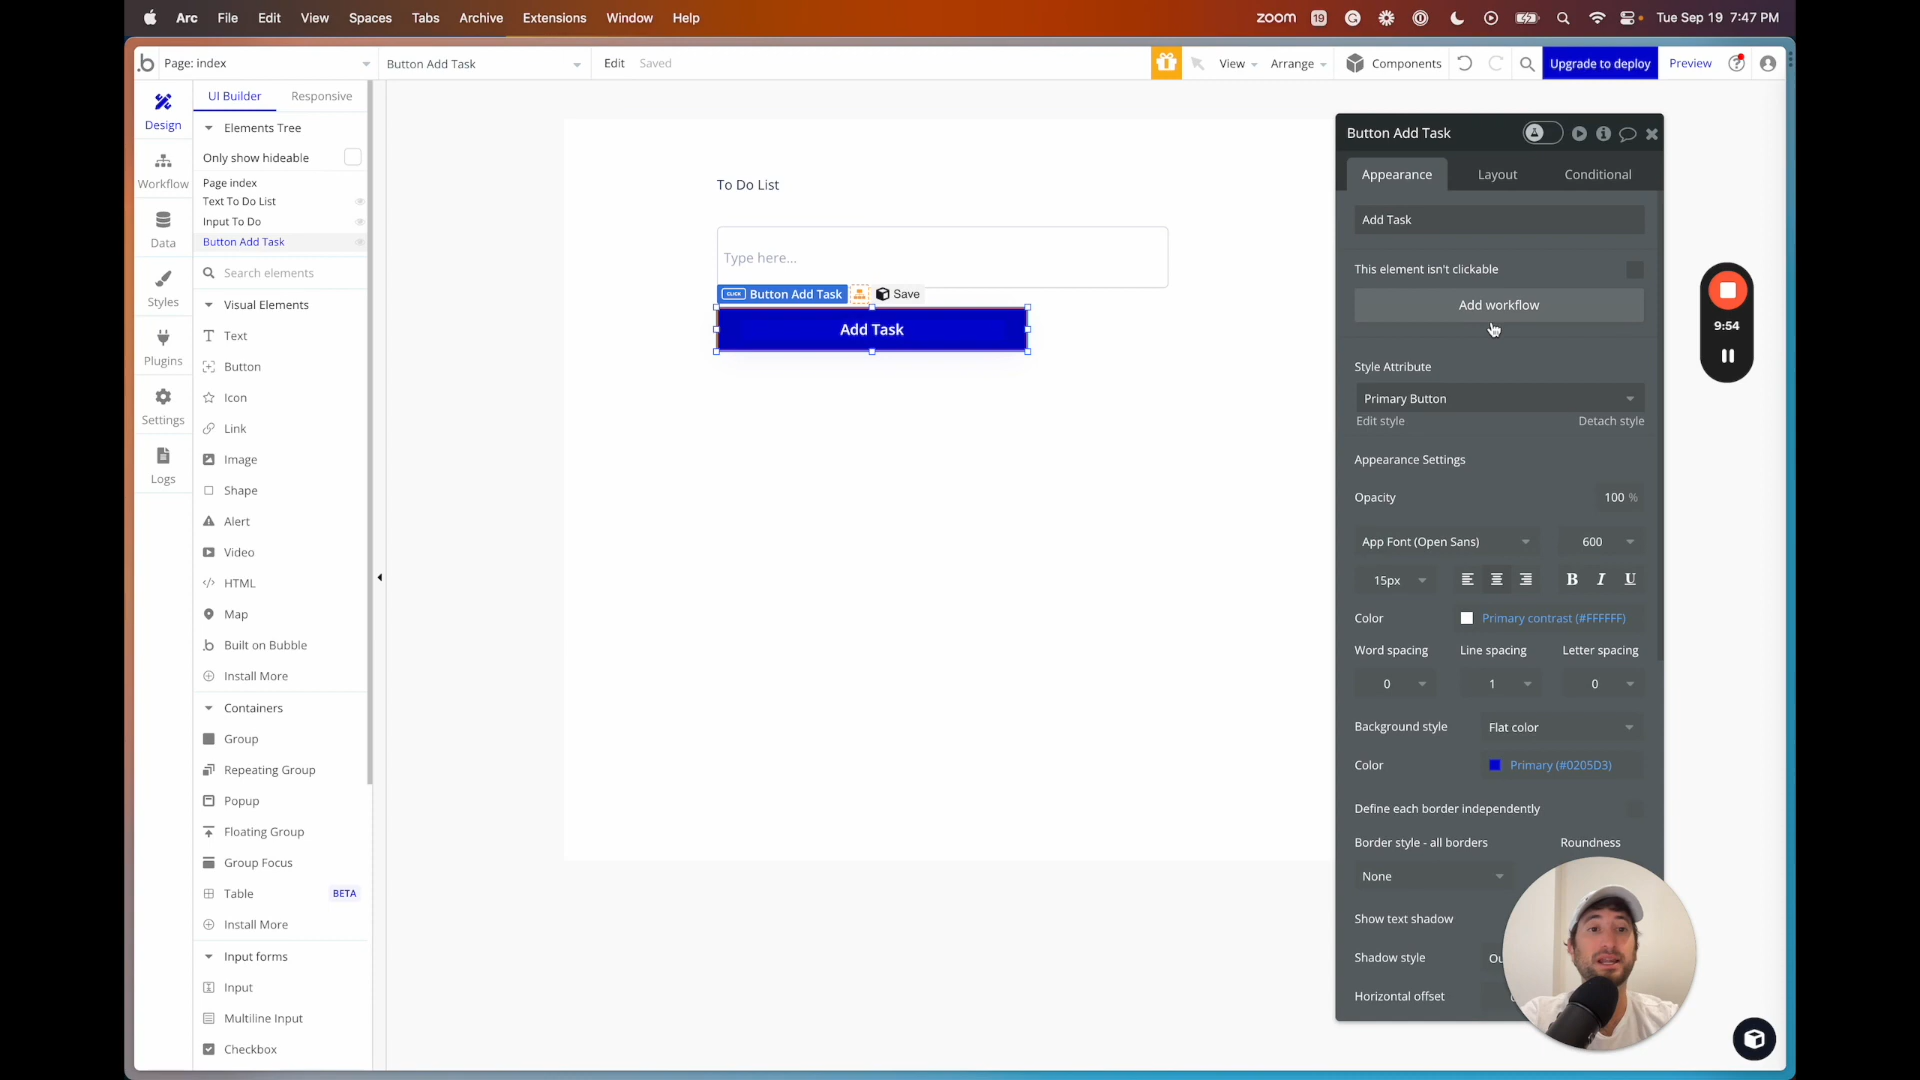 Arc File Edit View Spaces Tabs Archive Extensions Window Help zoom 19 Tue Sep 19 7:47 PM
Page: index Button Add Task Edit Saved View Arrange Components Upgrade to deploy Preview
UI Builder Responsive
Design
Elements Tree
Only show hideable
Page index
Text To Do List
Input To Do
Button Add Task
Search elements
Workflow
Data
Styles
Plugins
Settings
Logs
Visual Elements
Text
Button
Icon
Link
Image
Shape
Alert
Video
HTML
Map
Built on Bubble
Install More
Containers
Group
Repeating Group
Popup
Floating Group
Group Focus
Table BETA
Install More
Input forms
Input
Multiline Input
Checkbox
To Do List
Type here...
CLICK Button Add Task Save
Add Task
Button Add Task
Appearance Layout Conditional
Add Task
This element isn't clickable
Add workflow
Style Attribute
Primary Button
Edit style Detach style
Appearance Settings
Opacity 100 %
App Font (Open Sans) 600
15px B I U
Color Primary contrast (#FFFFFF)
Word spacing Line spacing Letter spacing
0 1 0
Background style Flat color
Color Primary (#0205D3)
Define each border independently
Border style - all borders Roundness
None
Show text shadow
Shadow style
Horizontal offset
9:54